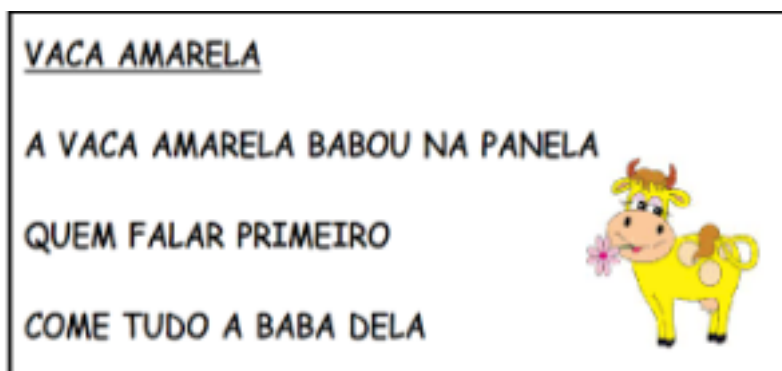 VACA AMARELA
A VACA AMARELA BABOU NA PANELA
QUEM FALAR PRIMEIRO
COME TUDO A BABA DELA